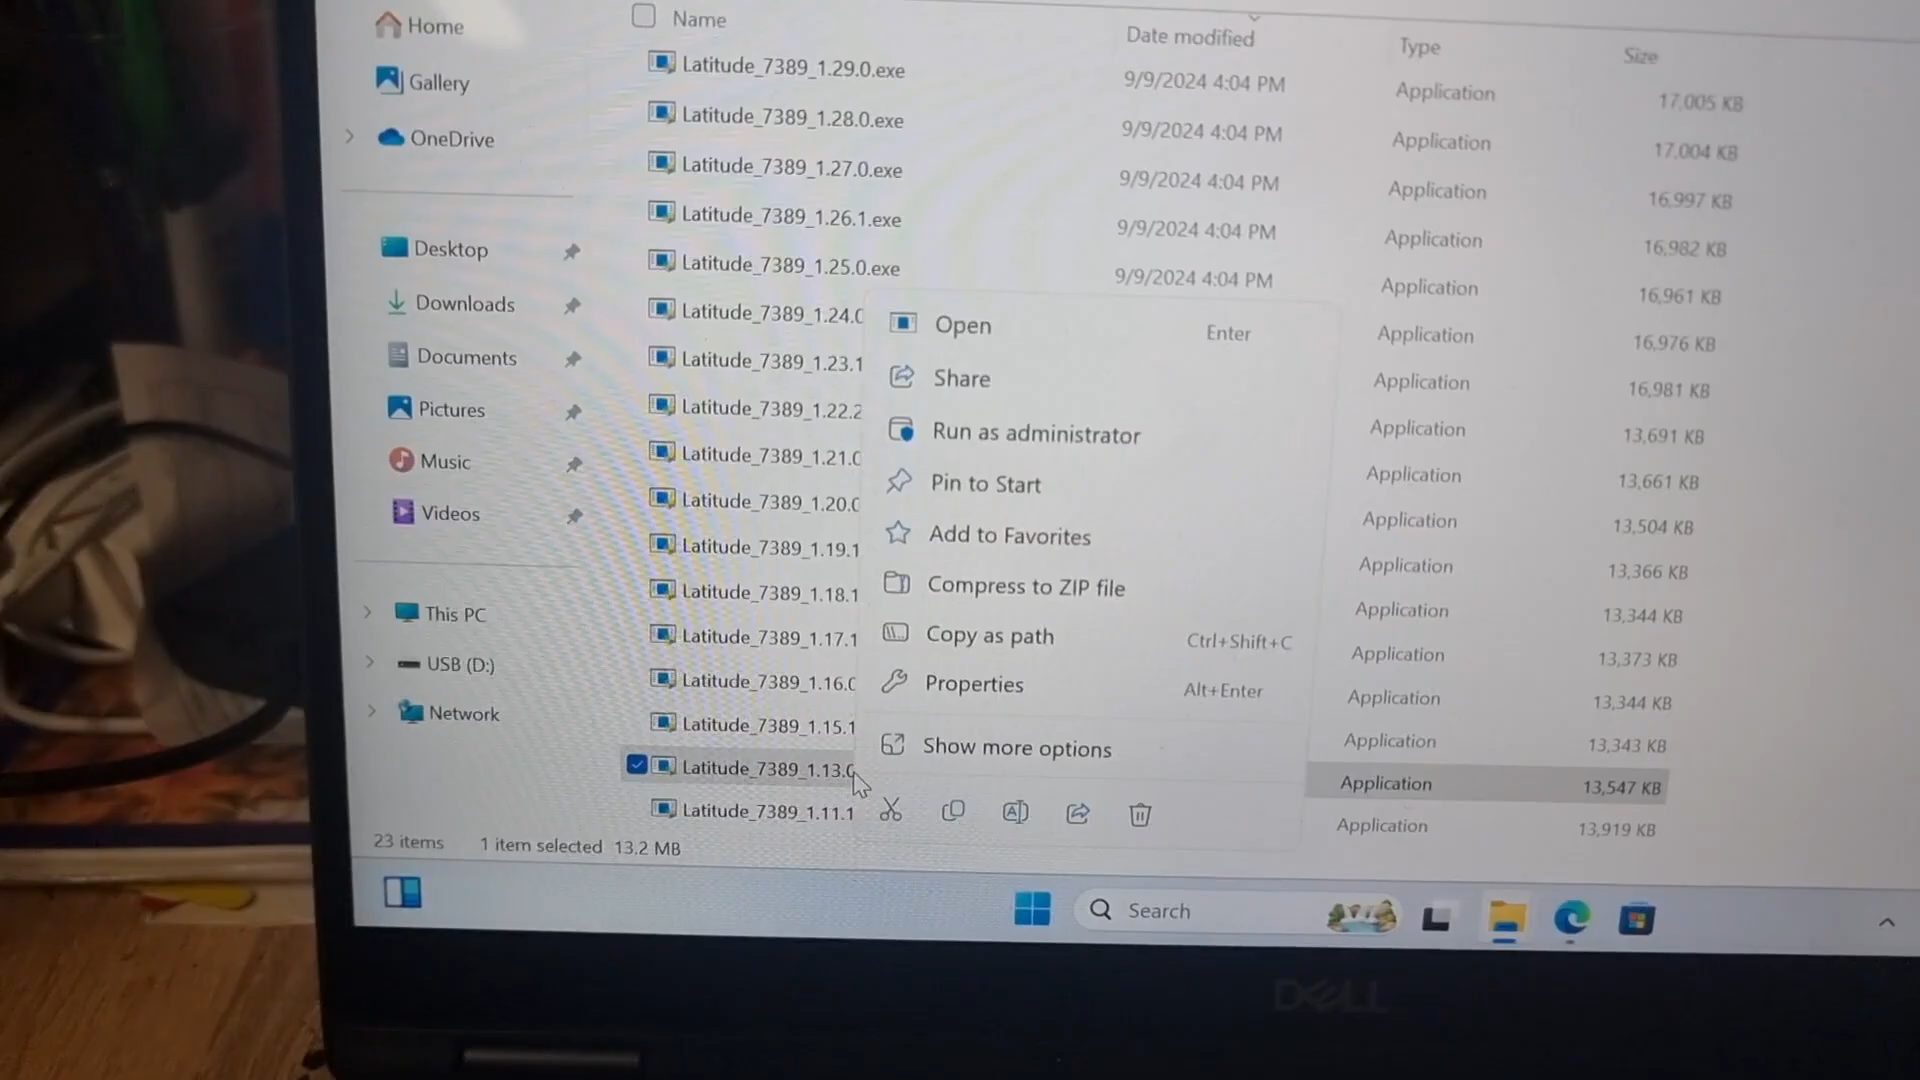 Home
Gallery
OneDrive
Desktop
Downloads
Documents
Pictures
Music
Videos
This PC
USB (D:)
Network
Name Date modified Type Size
Latitude_7389_1.29.0.exe 9/9/2024 4:04 PM Application 17,005 KB
Latitude_7389_1.28.0.exe 9/9/2024 4:04 PM Application 17,004 KB
Latitude_7389_1.27.0.exe 9/9/2024 4:04 PM Application 16,997 KB
Latitude_7389_1.26.1.exe 9/9/2024 4:04 PM Application 16,982 KB
Latitude_7389_1.25.0.exe 9/9/2024 4:04 PM Application 16,961 KB
Latitude_7389_1.24.0 Application 16,976 KB
Latitude_7389_1.23.1 Application 16,981 KB
Latitude_7389_1.22.2 Application 13,691 KB
Latitude_7389_1.21.0 Application 13,661 KB
Latitude_7389_1.20.0 Application 13,504 KB
Latitude_7389_1.19.1 Application 13,366 KB
Latitude_7389_1.18.1 Application 13,344 KB
Latitude_7389_1.17.1 Application 13,373 KB
Latitude_7389_1.16.0 Application 13,344 KB
Latitude_7389_1.15.1 Application 13,343 KB
Latitude_7389_1.13.0 Application 13,547 KB
Latitude_7389_1.11.1 Application 13,919 KB
Open Enter
Share
Run as administrator
Pin to Start
Add to Favorites
Compress to ZIP file
Copy as path Ctrl+Shift+C
Properties Alt+Enter
Show more options
23 items 1 item selected 13.2 MB
Search
DELL